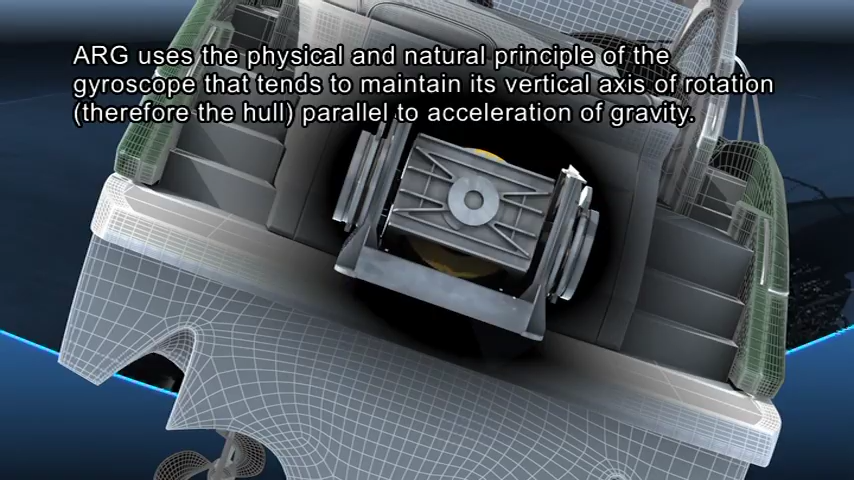 ARG uses the physical and natural principle of the
gyroscope that tends to maintain its vertical axis of rotation
(therefore the hull) parallel to acceleration of gravity.